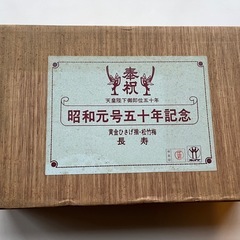 奉祝
天皇陛下御即位五十年
昭和元号五十年記念
黄金ひさげ揃・松竹梅
長寿